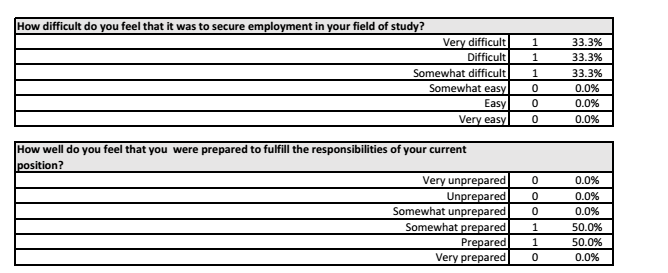 How difficult do you feel that it was to secure employment in your field of study?
Very difficult 1 33.3%
Difficult 1 33.3%
Somewhat difficult 1 33.3%
Somewhat easy 0 0.0%
Easy 0 0.0%
Very easy 0 0.0%
How well do you feel that you  were prepared to fulfill the responsibilities of your current
position?
Very unprepared 0 0.0%
Unprepared 0 0.0%
Somewhat unprepared 0 0.0%
Somewhat prepared 1 50.0%
Prepared 1 50.0%
Very prepared 0 0.0%